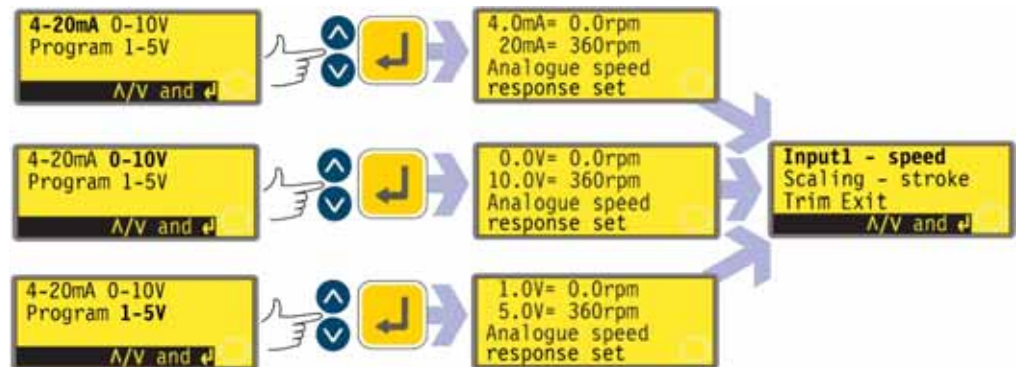 4-20mA 0-10V
Program 1-5V
∧/∨ and ↵
4.0mA= 0.0rpm
20mA= 360rpm
Analogue speed
response set
4-20mA 0-10V
Program 1-5V
∧/∨ and ↵
0.0V= 0.0rpm
10.0V= 360rpm
Analogue speed
response set
Input1 - speed
Scaling - stroke
Trim Exit
∧/∨ and ↵
4-20mA 0-10V
Program 1-5V
∧/∨ and ↵
1.0V= 0.0rpm
5.0V= 360rpm
Analogue speed
response set